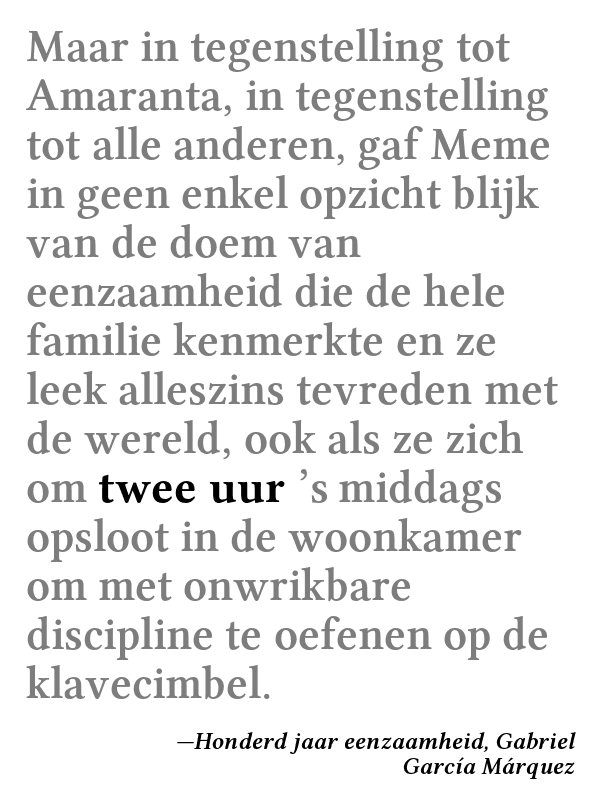 Maar in tegenstelling tot
Amaranta, in tegenstelling
tot alle anderen, gaf Meme
in geen enkel opzicht blijk
van de doem van
eenzaamheid die de hele
familie kenmerkte en ze
leek alleszins tevreden met
de wereld, ook als ze zich
om twee uur ’s middags
opsloot in de woonkamer
om met onwrikbare
discipline te oefenen op de
klavecimbel.
—Honderd jaar eenzaamheid, Gabriel
García Márquez